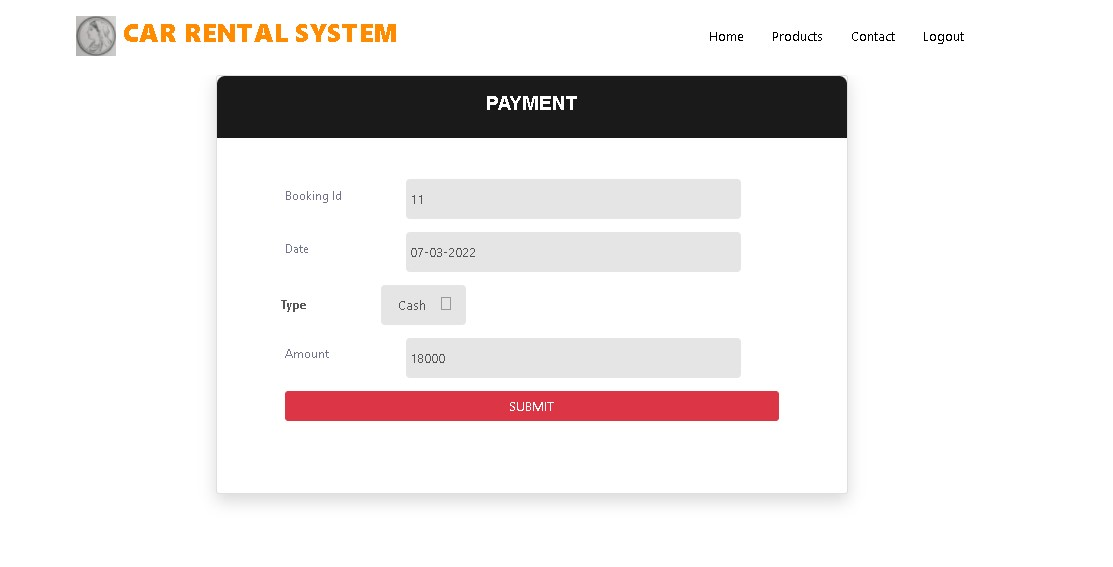 CAR RENTAL SYSTEM
Home Products Contact Logout
PAYMENT
Booking Id 11
Date 07-03-2022
Type Cash
Amount 18000
SUBMIT